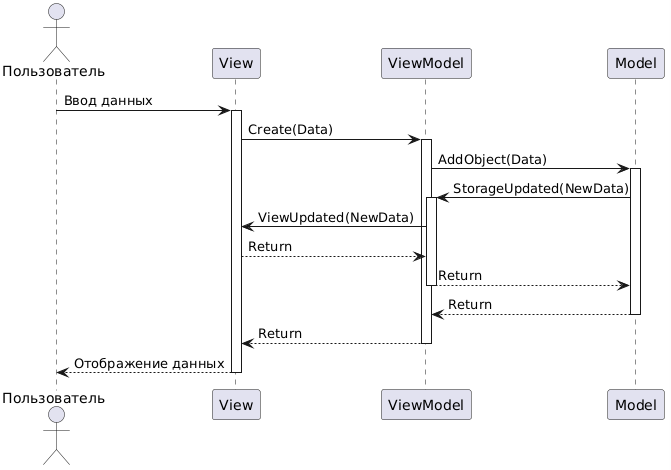 Пользователь
View
ViewModel
Model
Ввод данных
Create(Data)
AddObject(Data)
StorageUpdated(NewData)
ViewUpdated(NewData)
Return
Return
Return
Return
Отображение данных
Пользователь
View
ViewModel
Model